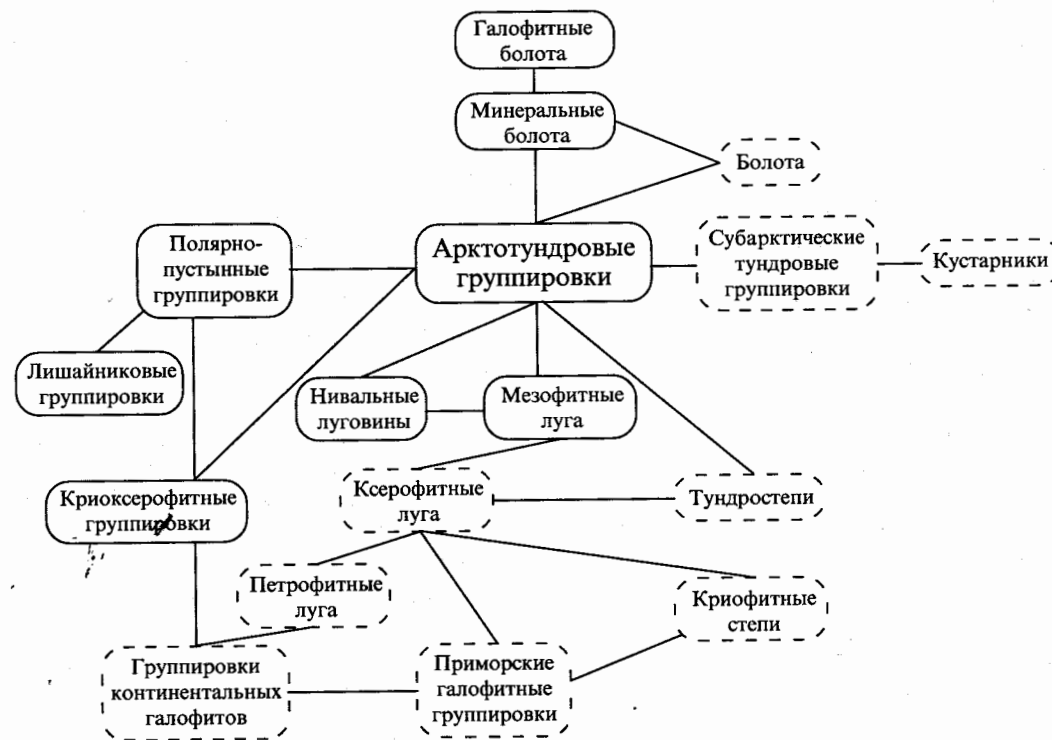 Галофитные
болота
Минеральные
болота
Болота
Полярно-
пустынные
группировки
Арктотундровые
группировки
Субарктические
тундровые
группировки
Кустарники
Лишайниковые
группировки
Нивальные
луговины
Мезофитные
луга
Криоксерофитные
группировки
Ксерофитные
луга
Тундростепи
Петрофитные
луга
Криофитные
степи
Группировки
континентальных
галофитов
Приморские
галофитные
группировки